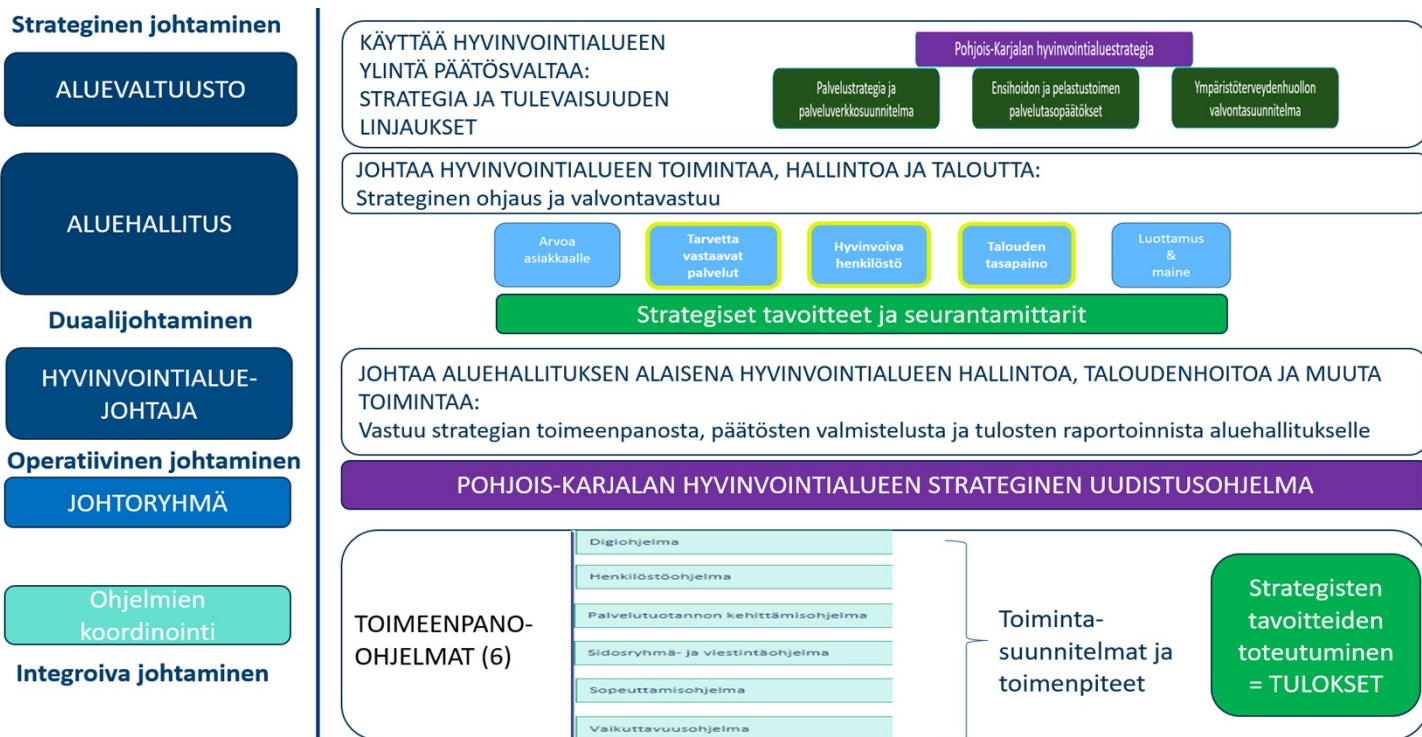 Strateginen johtaminen
ALUEVALTUUSTO
KÄYTTÄÄ HYVINVOINTIALUEEN
YLINTÄ PÄÄTÖSVALTAA:
STRATEGIA JA TULEVAISUUDEN
LINJAUKSET
Pohjois-Karjalan hyvinvointialuestrategia
Palvelustrategia ja
palveluverkkosuunnitelma
Ensihoidon ja pelastustoimen
palvelutasopäätökset
Ympäristöterveydenhuollon
valvontasuunnitelma
ALUEHALLITUS
JOHTAA HYVINVOINTIALUEEN TOIMINTAA, HALLINTOA JA TALOUTTA:
Strateginen ohjaus ja valvontavastuu
Arvoa
asiakkaalle
Tarvetta
vastaavat
palvelut
Hyvinvoiva
henkilöstö
Talouden
tasapaino
Luottamus
&
maine
Strategiset tavoitteet ja seurantamittarit
Duaalijohtaminen
HYVINVOINTIALUE-
JOHTAJA
JOHTAA ALUEHALLITUKSEN ALAISENA HYVINVOINTIALUEEN HALLINTOA, TALOUDENHOITOA JA MUUTA
TOIMINTAA:
Vastuu strategian toimeenpanosta, päätösten valmistelusta ja tulosten raportoinnista aluehallitukselle
Operatiivinen johtaminen
JOHTORYHMÄ
POHJOIS-KARJALAN HYVINVOINTIALUEEN STRATEGINEN UUDISTUSOHJELMA
Ohjelmien
koordinointi
Integroiva johtaminen
TOIMEENPANO-
OHJELMAT (6)
Digiohjelma
Henkilöstöohjelma
Palvelutuotannon kehittämisohjelma
Sidosryhmä- ja viestintäohjelma
Sopeuttamisohjelma
Vaikuttavuusohjelma
Toiminta-
suunnitelmat ja
toimenpiteet
Strategisten
tavoitteiden
toteutuminen
= TULOKSET